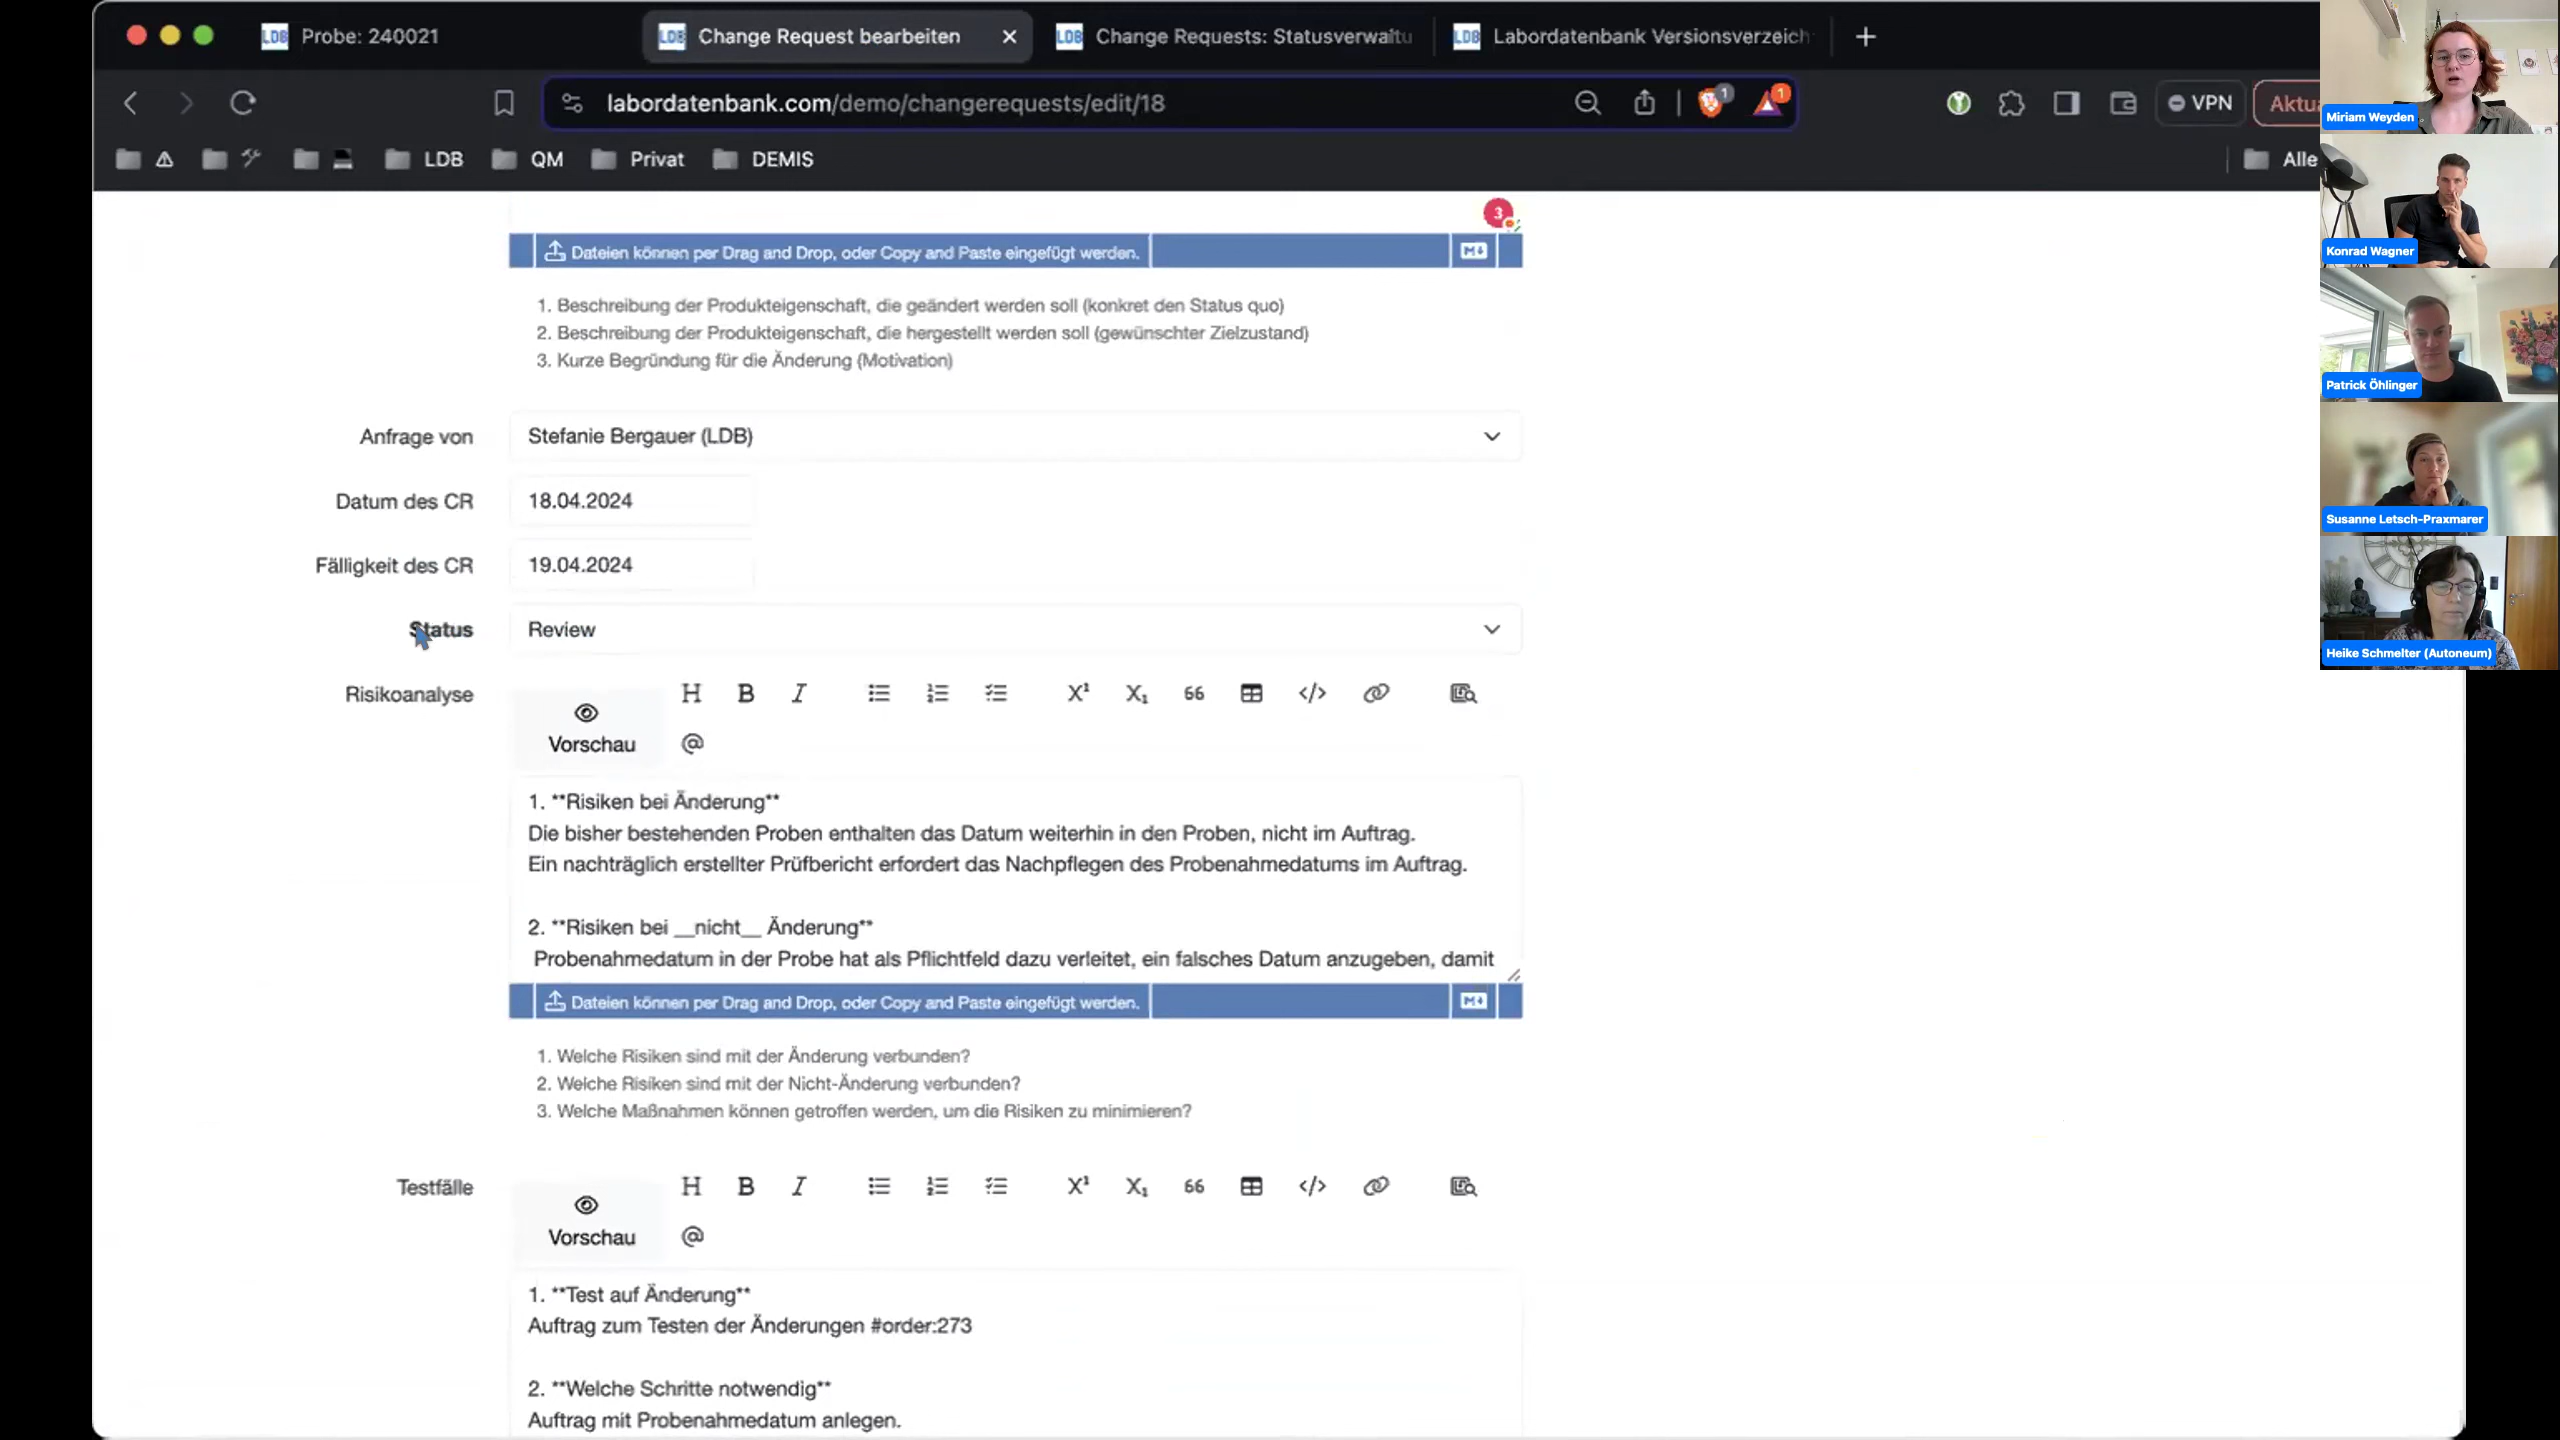 Probe: 240021
Change Request bearbeiten
Change Requests: Statusverwaltu
Labordatenbank Versionsverzeich
labordatenbank.com/demo/changerequests/edit/18
1
1
VPN
Aktu
LDB
QM
Privat
DEMIS
Alle
3
Dateien können per Drag and Drop, oder Copy and Paste eingefügt werden.
1. Beschreibung der Produkteigenschaft, die geändert werden soll (konkret den Status quo)
2. Beschreibung der Produkteigenschaft, die hergestellt werden soll (gewünschter Zielzustand)
3. Kurze Begründung für die Änderung (Motivation)
Anfrage von
Stefanie Bergauer (LDB)
Datum des CR
18.04.2024
Fälligkeit des CR
19.04.2024
Status
Review
Risikoanalyse
Vorschau
1. **Risiken bei Änderung**
Die bisher bestehenden Proben enthalten das Datum weiterhin in den Proben, nicht im Auftrag.
Ein nachträglich erstellter Prüfbericht erfordert das Nachpflegen des Probenahmedatums im Auftrag.
2. **Risiken bei __nicht__ Änderung**
Probenahmedatum in der Probe hat als Pflichtfeld dazu verleitet, ein falsches Datum anzugeben, damit
Dateien können per Drag and Drop, oder Copy and Paste eingefügt werden.
1. Welche Risiken sind mit der Änderung verbunden?
2. Welche Risiken sind mit der Nicht-Änderung verbunden?
3. Welche Maßnahmen können getroffen werden, um die Risiken zu minimieren?
Testfälle
Vorschau
1. **Test auf Änderung**
Auftrag zum Testen der Änderungen #order:273
2. **Welche Schritte notwendig**
Auftrag mit Probenahmedatum anlegen.
Miriam Weyden
Konrad Wagner
Patrick Öhlinger
Susanne Letsch-Praxmarer
Heike Schmelter (Autoneum)